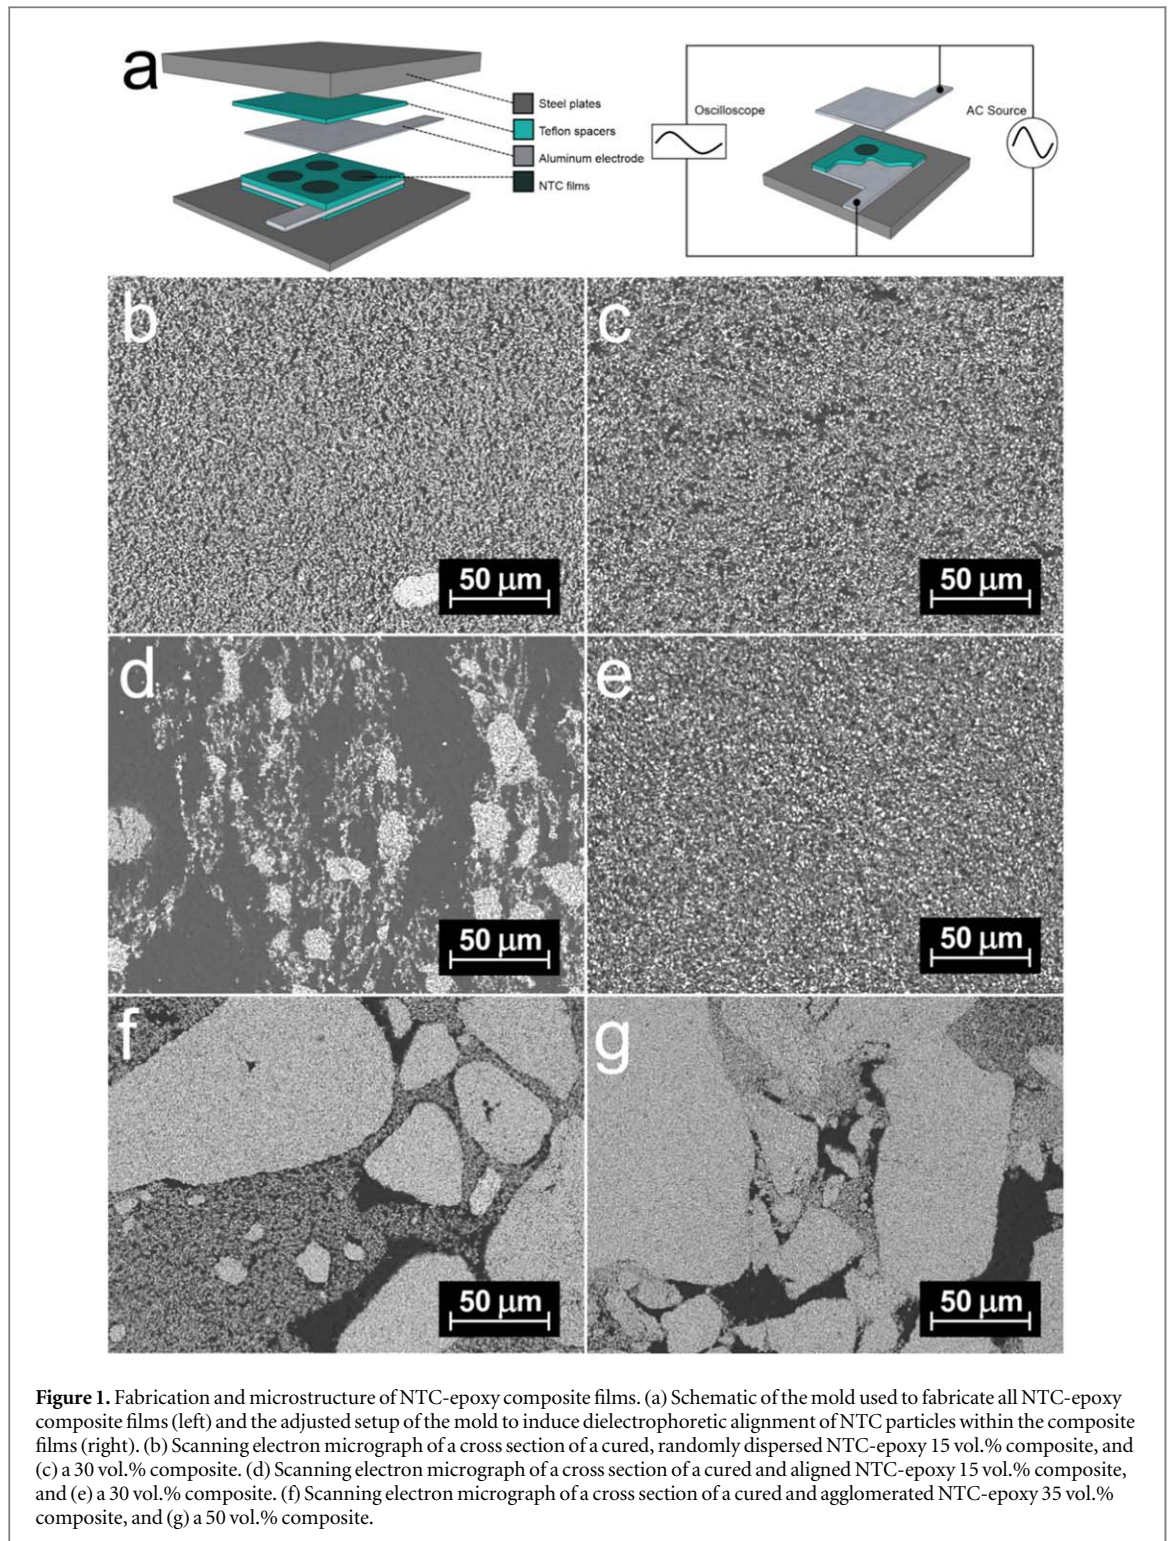 a
Steel plates
Teflon spacers
Aluminum electrode
NTC films
Oscilloscope
AC Source
b
50 μm
c
50 μm
d
50 μm
e
50 μm
f
50 μm
g
50 μm
Figure 1. Fabrication and microstructure of NTC-epoxy composite films. (a) Schematic of the mold used to fabricate all NTC-epoxy
composite films (left) and the adjusted setup of the mold to induce dielectrophoretic alignment of NTC particles within the composite
films (right). (b) Scanning electron micrograph of a cross section of a cured, randomly dispersed NTC-epoxy 15 vol.% composite, and
(c) a 30 vol.% composite. (d) Scanning electron micrograph of a cross section of a cured and aligned NTC-epoxy 15 vol.% composite,
and (e) a 30 vol.% composite. (f) Scanning electron micrograph of a cross section of a cured and agglomerated NTC-epoxy 35 vol.%
composite, and (g) a 50 vol.% composite.